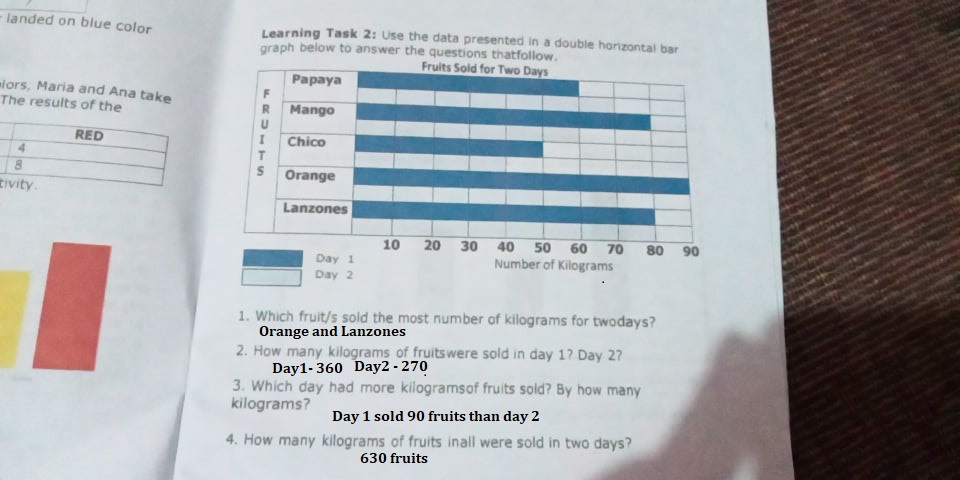 landed on blue color
iors, Maria and Ana take
The results of the
RED
4
8
tivity.
Learning Task 2: Use the data presented in a double horizontal bar
graph below to answer the questions thatfollow.
Fruits Sold for Two Days
FRUITS
Papaya
Mango
Chico
Orange
Lanzones
10 20 30 40 50 60 70 80 90
Number of Kilograms
Day 1
Day 2
1. Which fruit/s sold the most number of kilograms for twodays?
Orange and Lanzones
2. How many kilograms of fruitswere sold in day 1? Day 2?
Day1- 360 Day2 - 270
3. Which day had more kilogramsof fruits sold? By how many
kilograms?
Day 1 sold 90 fruits than day 2
4. How many kilograms of fruits inall were sold in two days?
630 fruits